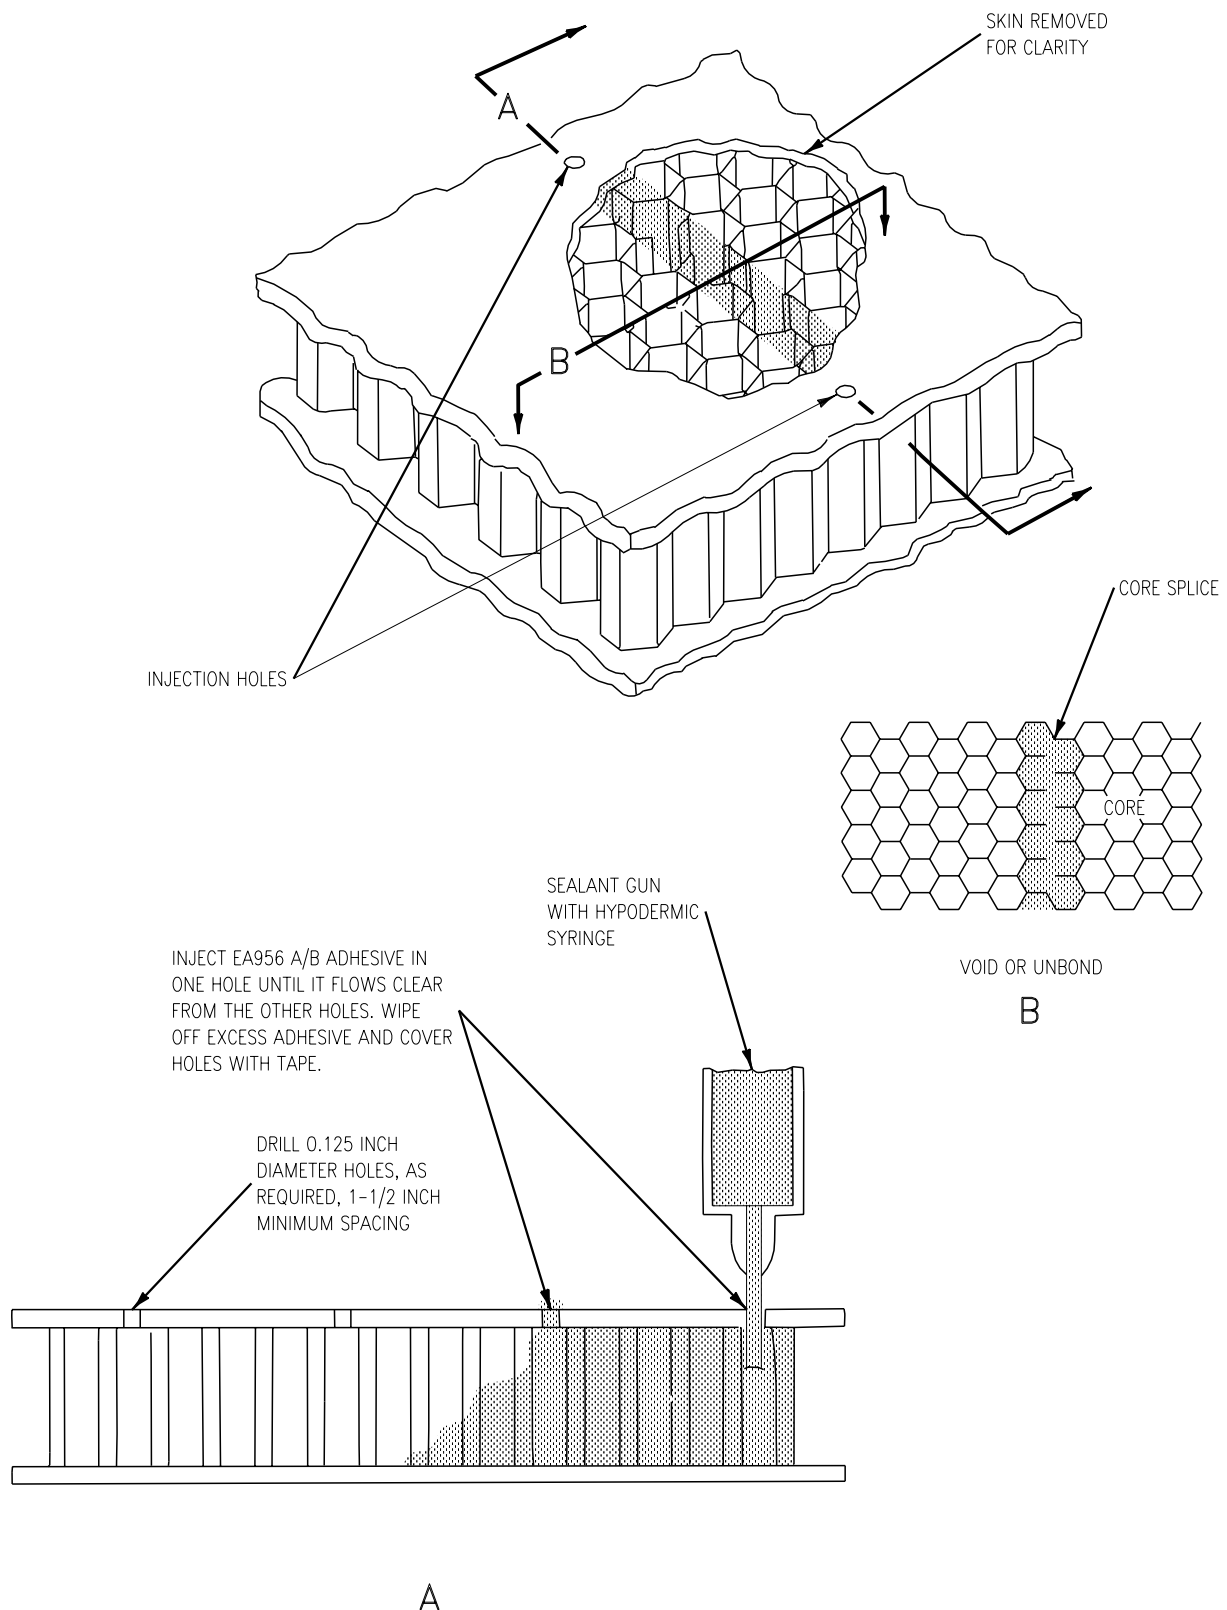 SKIN REMOVED
FOR CLARITY
A
B
INJECTION HOLES
CORE SPLICE
CORE
VOID OR UNBOND
B
SEALANT GUN
WITH HYPODERMIC
SYRINGE
INJECT EA956 A/B ADHESIVE IN
ONE HOLE UNTIL IT FLOWS CLEAR
FROM THE OTHER HOLES. WIPE
OFF EXCESS ADHESIVE AND COVER
HOLES WITH TAPE.
DRILL 0.125 INCH
DIAMETER HOLES, AS
REQUIRED, 1-1/2 INCH
MINIMUM SPACING
A